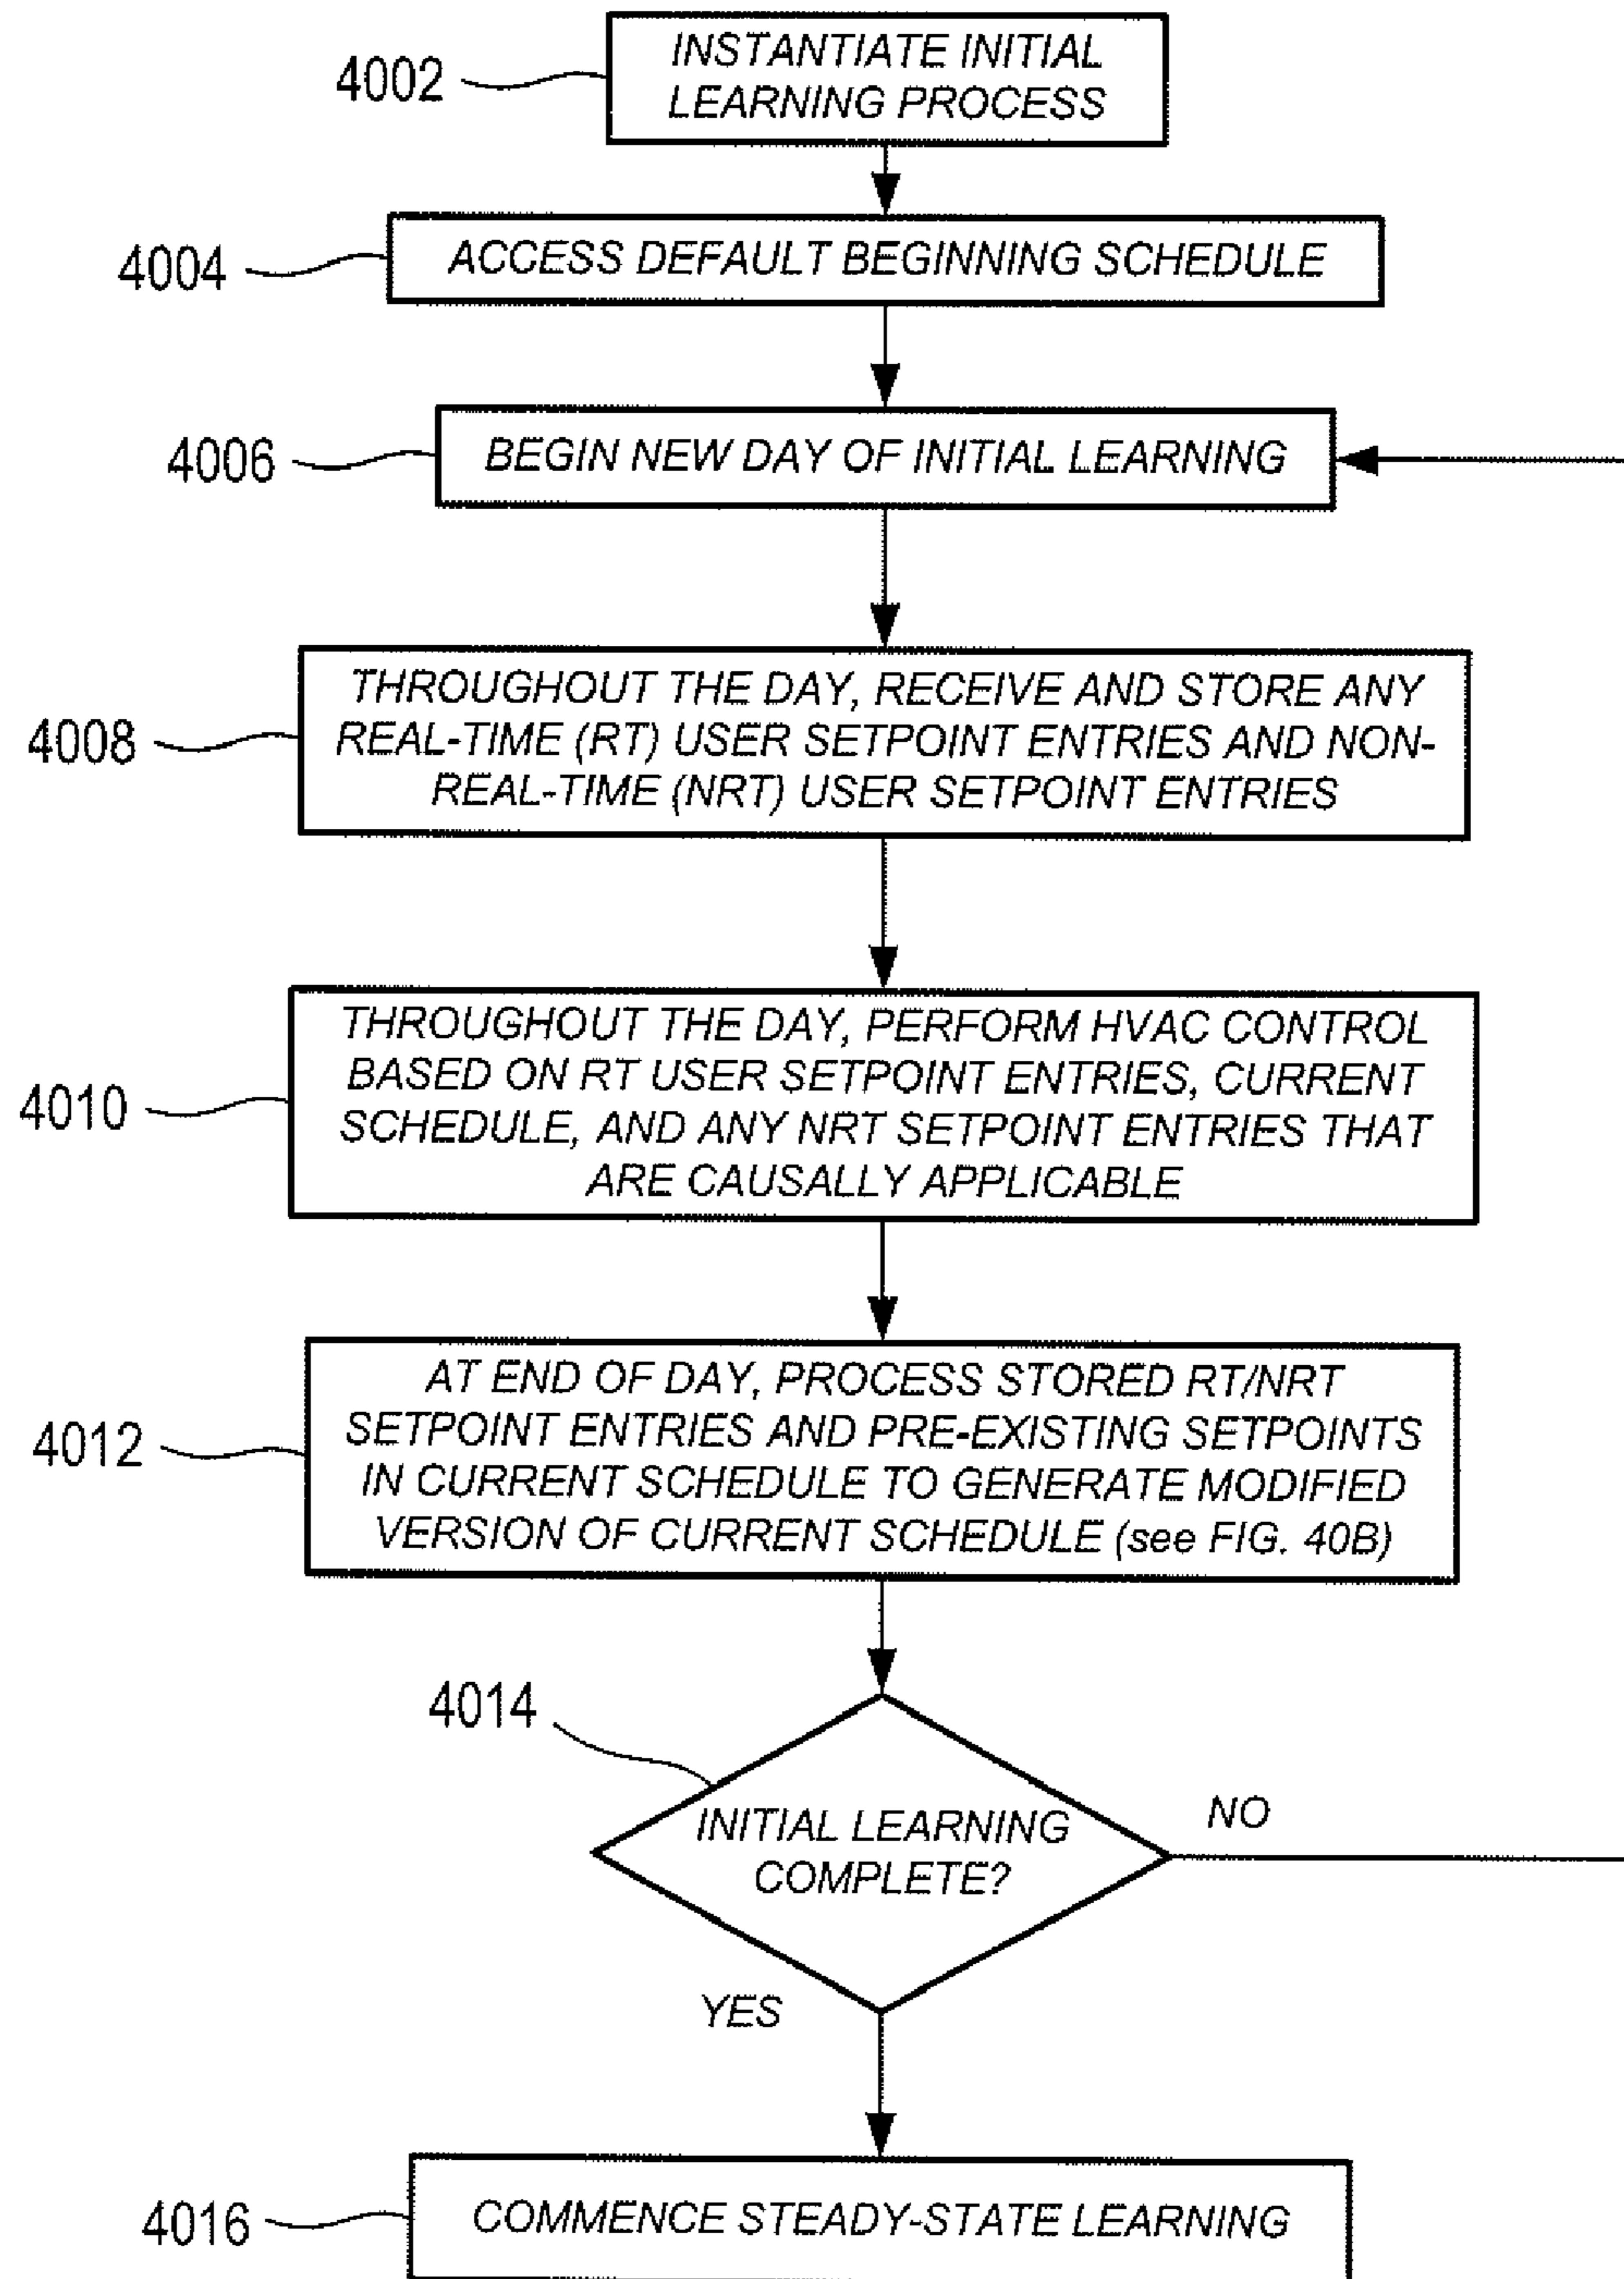 4002
INSTANTIATE INITIAL
LEARNING PROCESS
4004
ACCESS DEFAULT BEGINNING SCHEDULE
4006
BEGIN NEW DAY OF INITIAL LEARNING
4008
THROUGHOUT THE DAY, RECEIVE AND STORE ANY
REAL-TIME (RT) USER SETPOINT ENTRIES AND NON-
REAL-TIME (NRT) USER SETPOINT ENTRIES
4010
THROUGHOUT THE DAY, PERFORM HVAC CONTROL
BASED ON RT USER SETPOINT ENTRIES, CURRENT
SCHEDULE, AND ANY NRT SETPOINT ENTRIES THAT
ARE CAUSALLY APPLICABLE
4012
AT END OF DAY, PROCESS STORED RT/NRT
SETPOINT ENTRIES AND PRE-EXISTING SETPOINTS
IN CURRENT SCHEDULE TO GENERATE MODIFIED
VERSION OF CURRENT SCHEDULE (see FIG. 40B)
4014
INITIAL LEARNING
COMPLETE?
NO
YES
4016
COMMENCE STEADY-STATE LEARNING